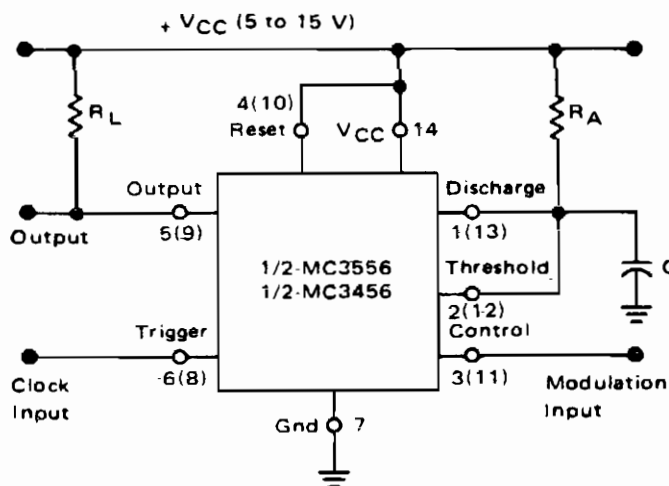 + VCC (5 to 15 V)
RL
4(10)
Reset
VCC
14
RA
Output
5(9)
Output
Discharge
1(13)
1/2-MC3556
1/2-MC3456
Threshold
2(1-2)
C
Trigger
-6(8)
Clock
Input
Control
3(11)
Modulation
Input
Gnd
7